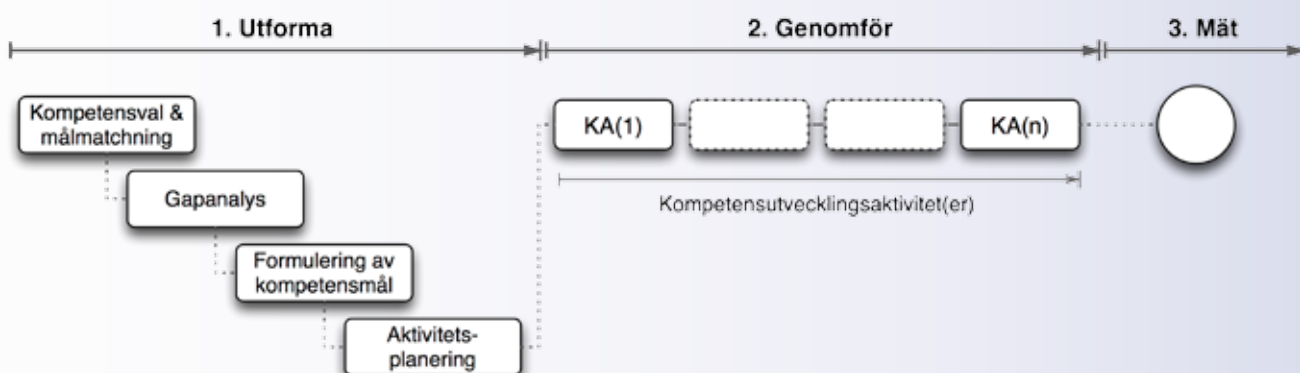 1. Utforma
2. Genomför
3. Mät
Kompetensval &
målmatchning
Gapanalys
Formulering av
kompetensmål
Aktivitets-
planering
KA(1)
KA(n)
Kompetensutvecklingsaktivitet(er)